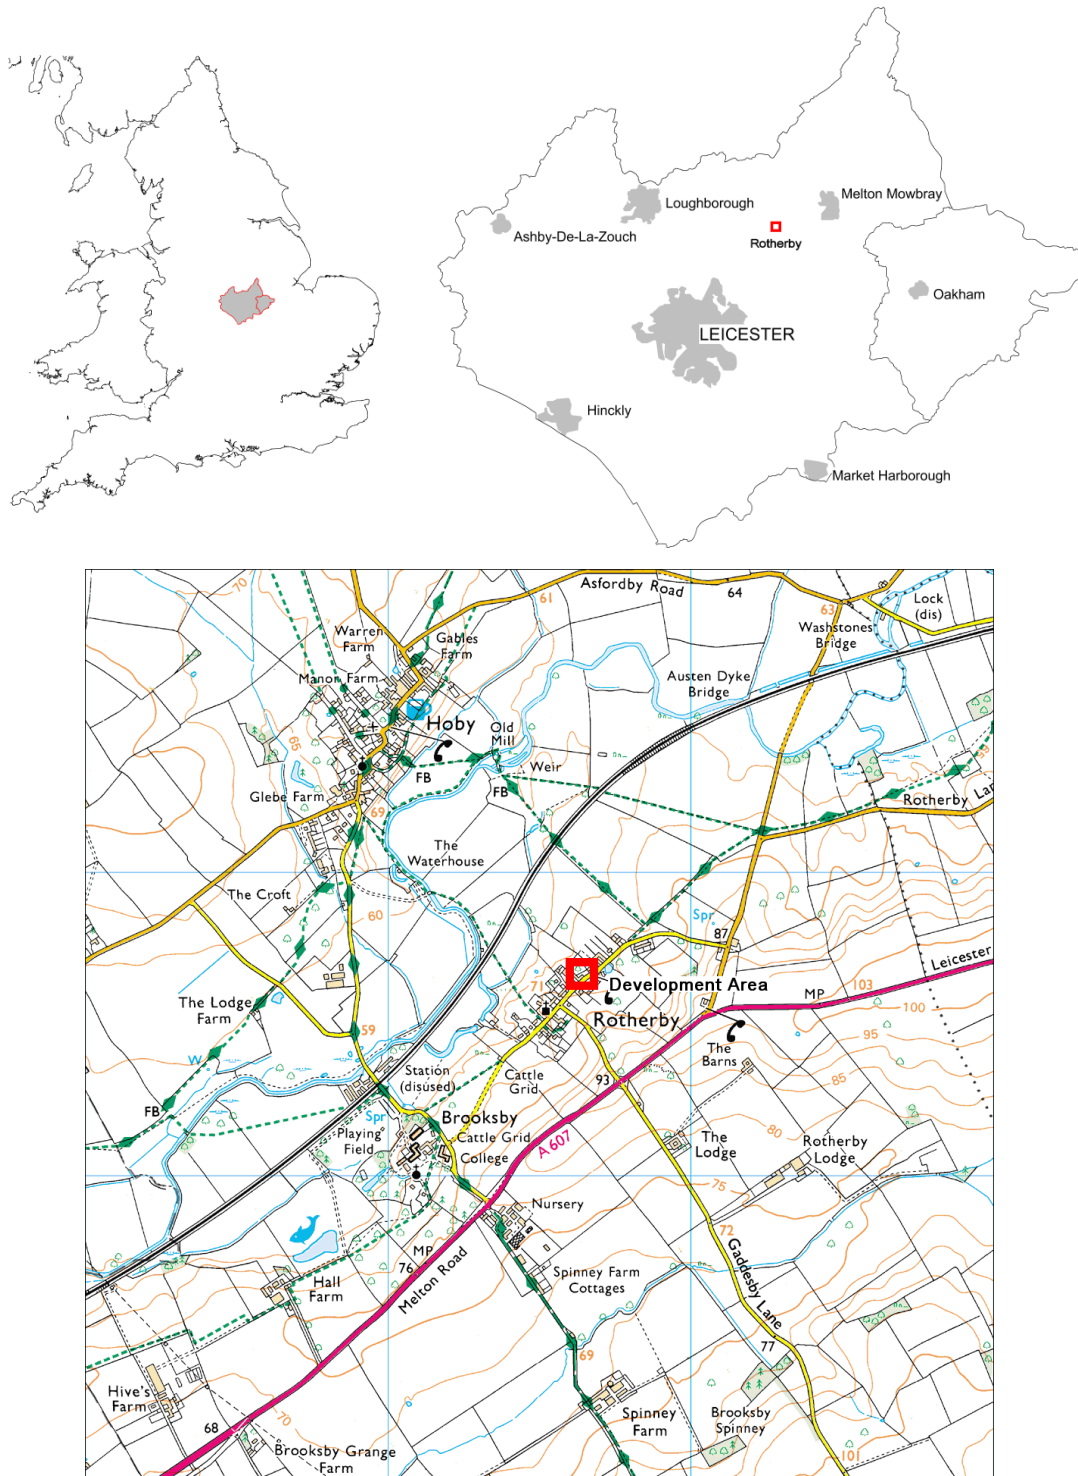 Loughborough
Melton Mowbray
Ashby-De-La-Zouch
Rotherby
Oakham
LEICESTER
Hinckly
Market Harborough
70
Asfordby Road
64
61
63
Lock
(dis)
Warren
Farm
Gables
Farm
Washstones
Bridge
Manor Farm
Austen Dyke
Bridge
Hoby
Old
Mill
65
FB
Weir
FB
Glebe Farm
69
Rotherby Lar
The
Waterhouse
The Croft
60
Spr
87
71
Development Area
Leicester
MP
103
100
The Lodge
Farm
59
Rotherby
95
The
Barns
W
Station
(disused)
Cattle
Grid
93
85
FB
Spr
Brooksby
Playing
Field
Cattle Grid
College
A 607
80
The
Lodge
Rotherby
Lodge
75
Nursery
72
MP
76
Melton Road
Gaddesby Lane
Hall
Farm
Spinney Farm
Cottages
77
69
Hive's
Farm
70
68
Spinney
Farm
Brooksby
Spinney
Brooksby Grange
Farm
101